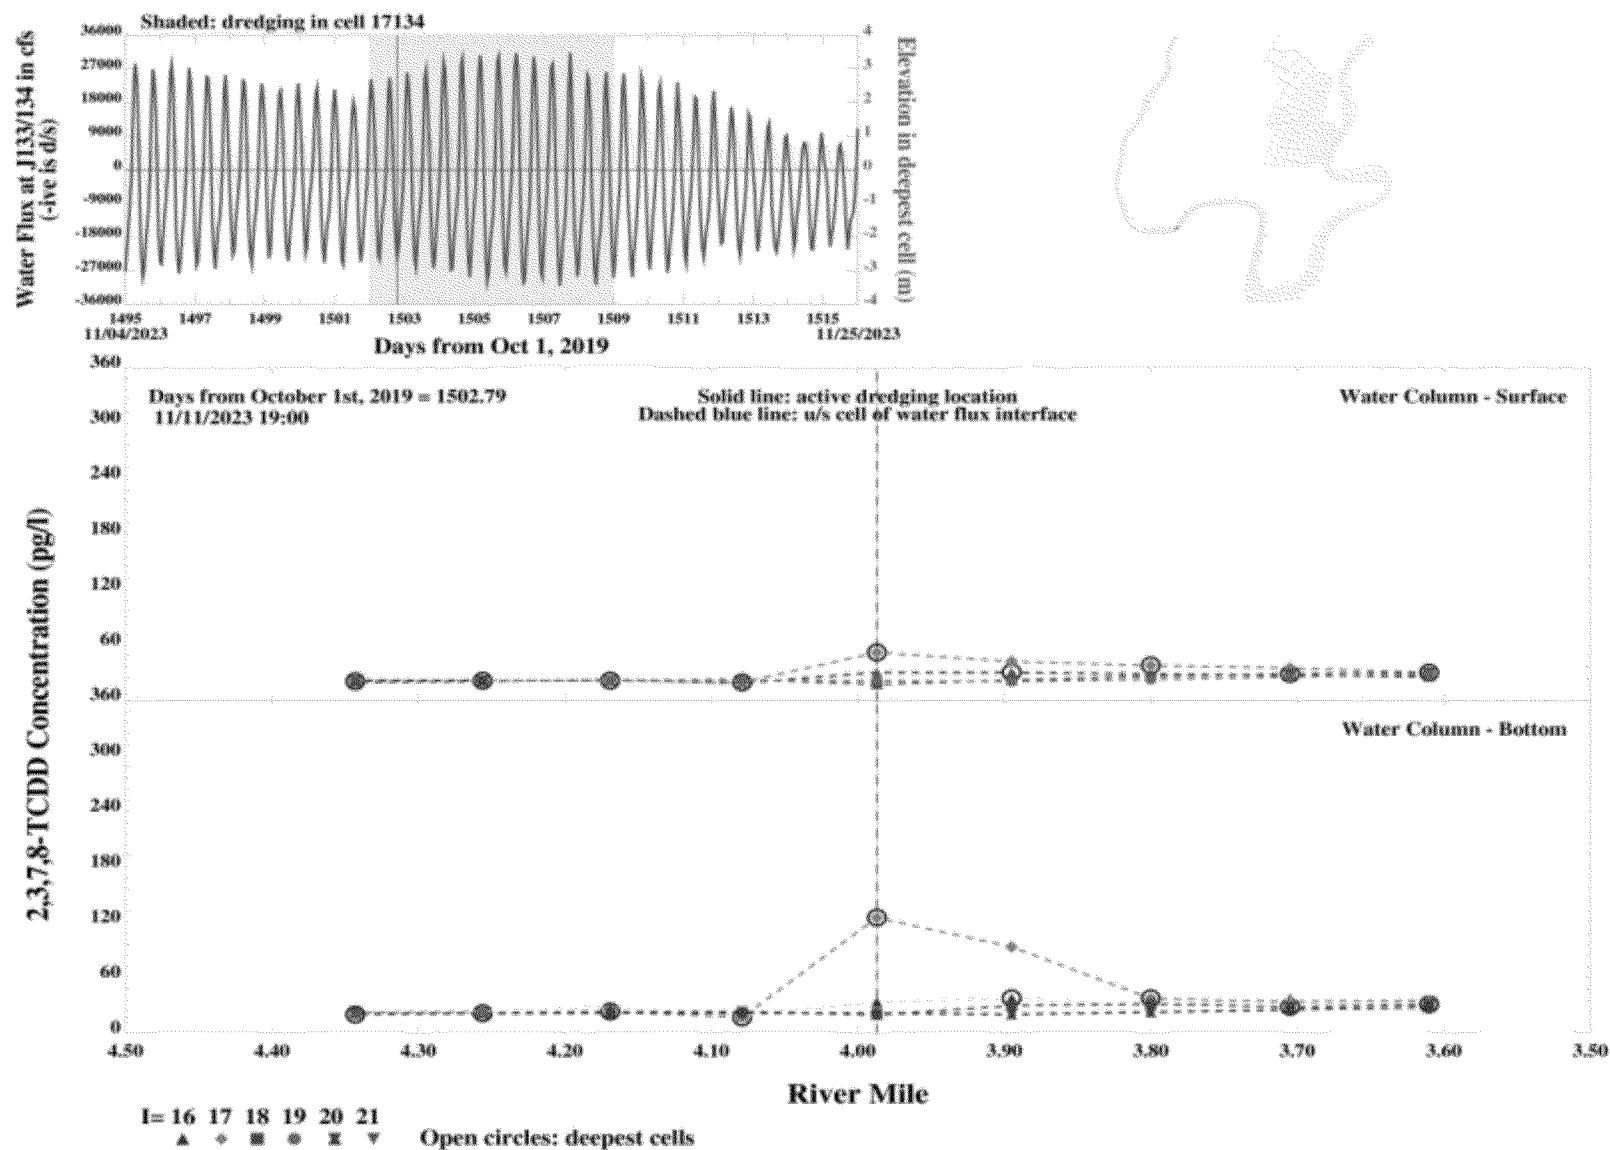 Shaded: dredging in cell 17134
Water Flux at J133/134 in cfs
(-ive is d/s)
36000
27000
18000
9000
0
-9000
-18000
-27000
-36000
4
3
2
1
0
-1
-2
-3
-4
Elevation in deepest cell (m)
1495 1497 1499 1501 1503 1505 1507 1509 1511 1513 1515
11/04/2023 11/25/2023
Days from Oct 1, 2019
2,3,7,8-TCDD Concentration (pg/l)
360
300
240
180
120
60
Days from October 1st, 2019 = 1502.79
11/11/2023 19:00
Solid line: active dredging location
Dashed blue line: u/s cell of water flux interface
Water Column - Surface
360
300
240
180
120
60
0
Water Column - Bottom
4.50 4.40 4.30 4.20 4.10 4.00 3.90 3.80 3.70 3.60 3.50
River Mile
I= 16 17 18 19 20 21
Open circles: deepest cells